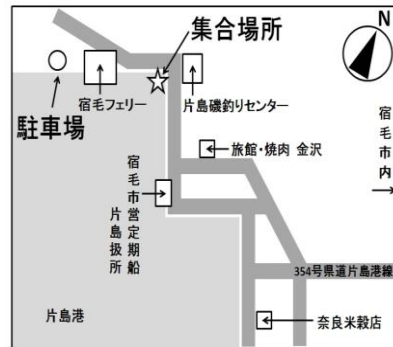 集合場所
N
宿毛フェリー
片島磯釣りセンター
駐車場
宿毛市内
旅館・焼肉 金沢
宿毛市営定期船
片島扱所
354号県道片島港線
片島港
奈良米穀店